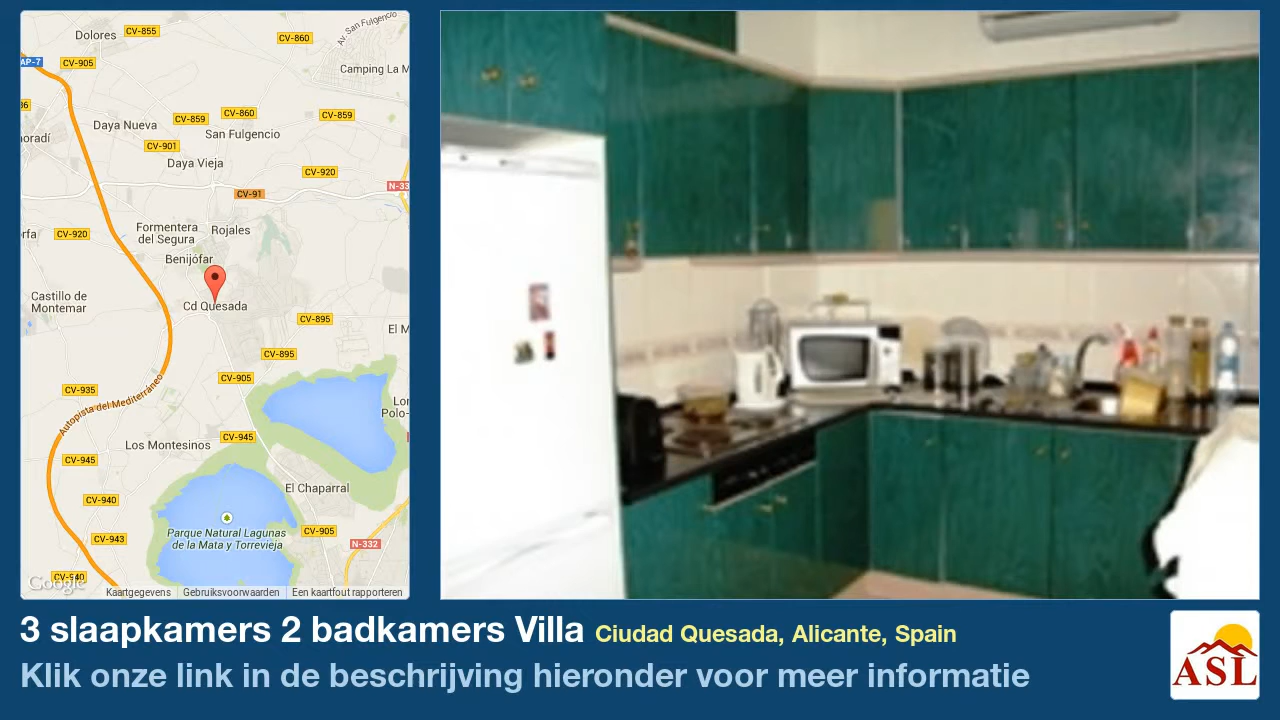 Dolores
CV-855
CV-860
Av. San Fulgencio
AP-7
CV-905
Camping La M
CV-860
CV-859
CV-859
Daya Nueva
San Fulgencio
oradí
CV-901
Daya Vieja
CV-920
N-33
CV-91
Formentera
del Segura
Rojales
rfa
CV-920
Benijófar
Castillo de
Montemar
Cd Quesada
CV-895
El M
CV-895
CV-905
CV-935
Autopista del Mediterráneo
Lor
Polo-
CV-945
Los Montesinos
CV-945
El Chaparral
CV-940
Parque Natural Lagunas
de la Mata y Torrevieja
CV-905
CV-943
N-332
CV-940
Google
Kaartgegevens Gebruiksvoorwaarden Een kaartfout rapporteren
3 slaapkamers 2 badkamers Villa Ciudad Quesada, Alicante, Spain
Klik onze link in de beschrijving hieronder voor meer informatie
ASL